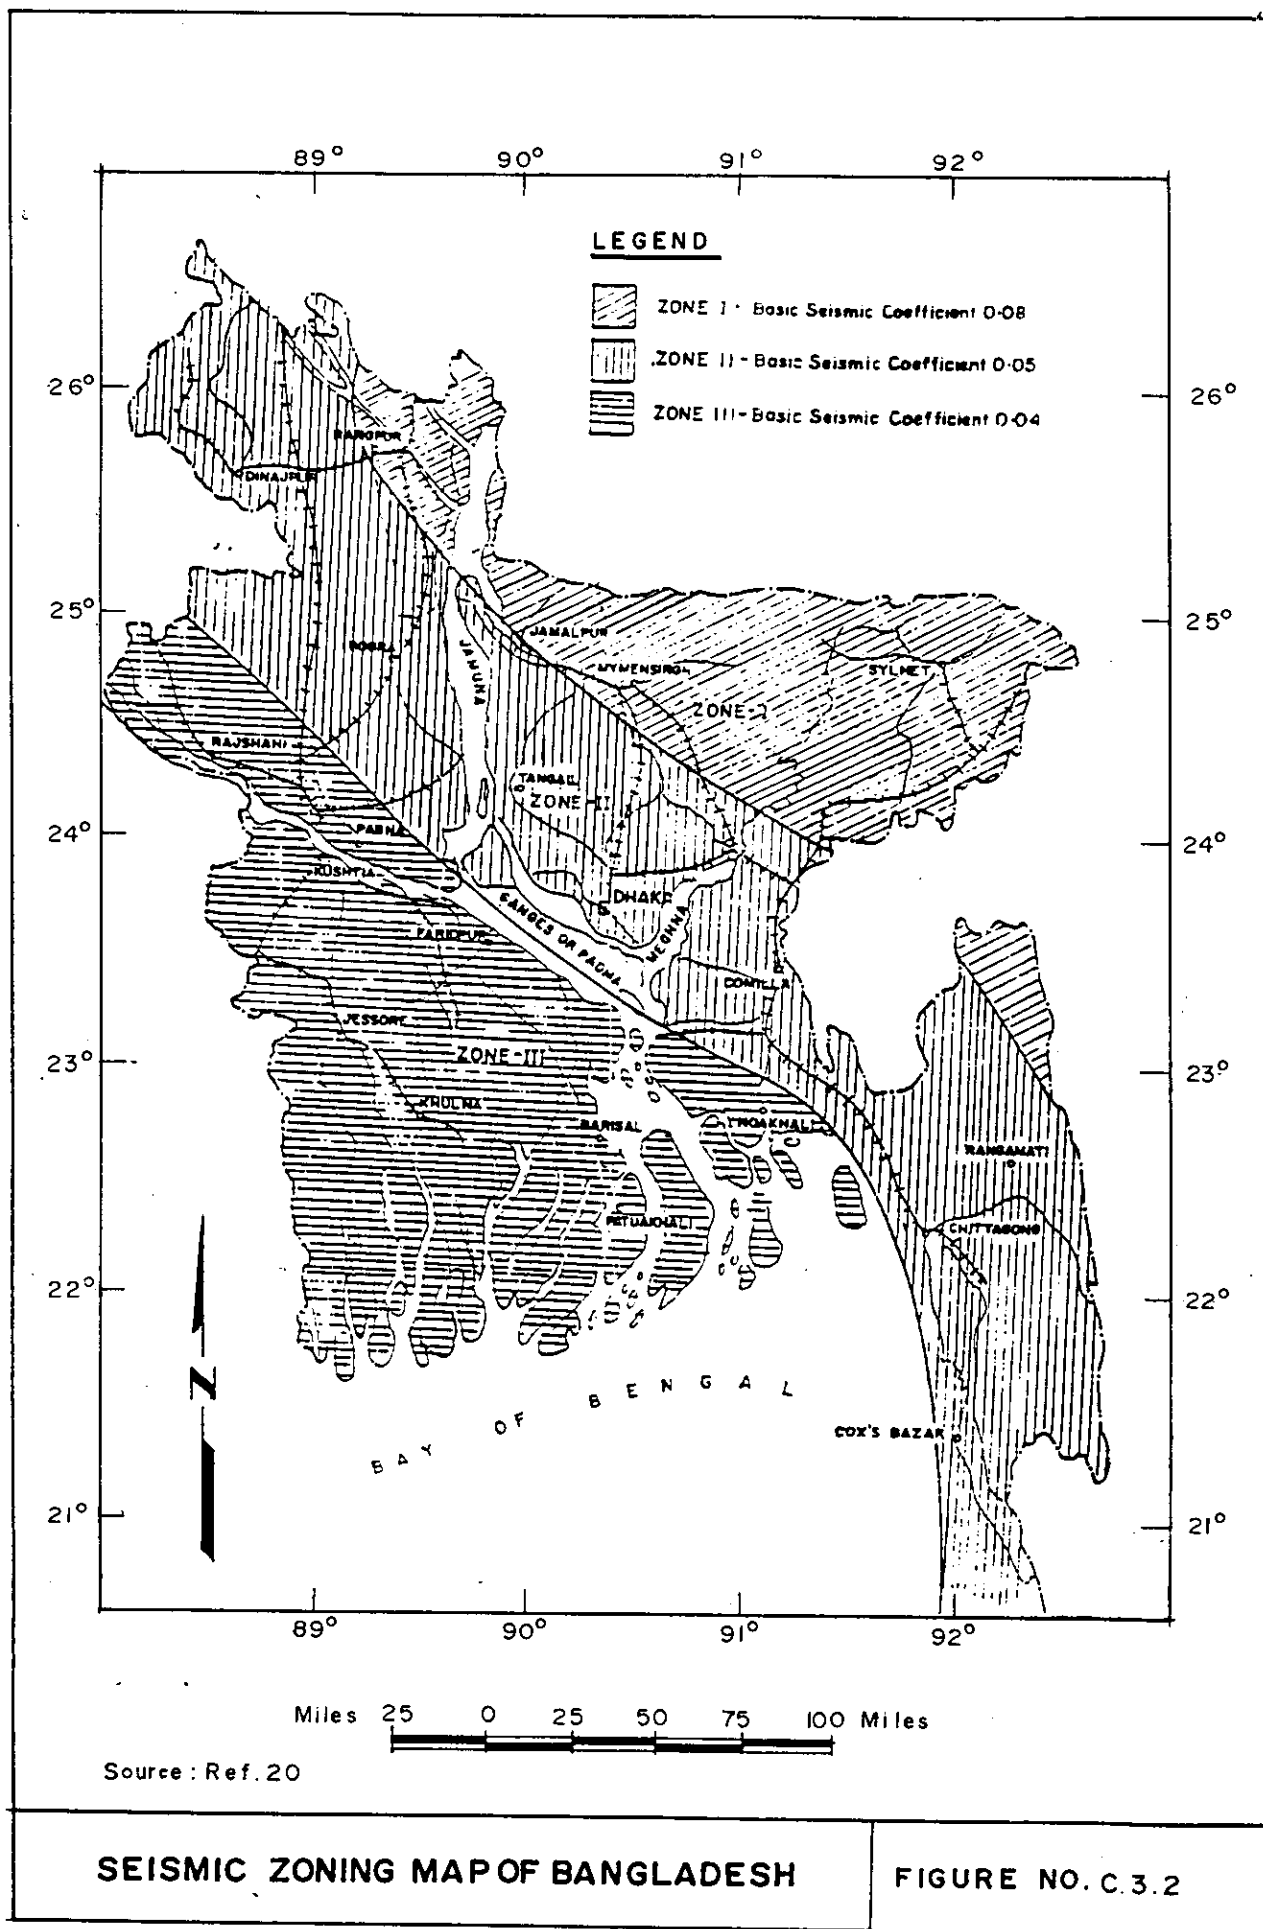 89° 90° 91° 92°
LEGEND
ZONE I - Basic Seismic Coefficient 0·08
ZONE II - Basic Seismic Coefficient 0·05
ZONE III - Basic Seismic Coefficient 0·04
26° 26°
RANGPUR
DINAJPUR
25° 25°
JAMALPUR
BOGRA
JAMUNA
MYMENSINGH
SYLHET
ZONE-I
RAJSHAHI
TANGAIL
ZONE-II
24° 24°
PABNA
KUSHTIA
DHAKA
GANGES OR PADMA
MEGHNA
FARIDPUR
COMILLA
JESSORE
23° 23°
ZONE-III
KHULNA
BARISAL
NOAKHALI
RANGAMATI
PATUAKHALI
CHITTAGONG
22° 22°
N
BAY OF BENGAL
COX'S BAZAR
21° 21°
89° 90° 91° 92°
Miles 25 0 25 50 75 100 Miles
Source : Ref. 20
SEISMIC ZONING MAP OF BANGLADESH
FIGURE NO. C.3.2